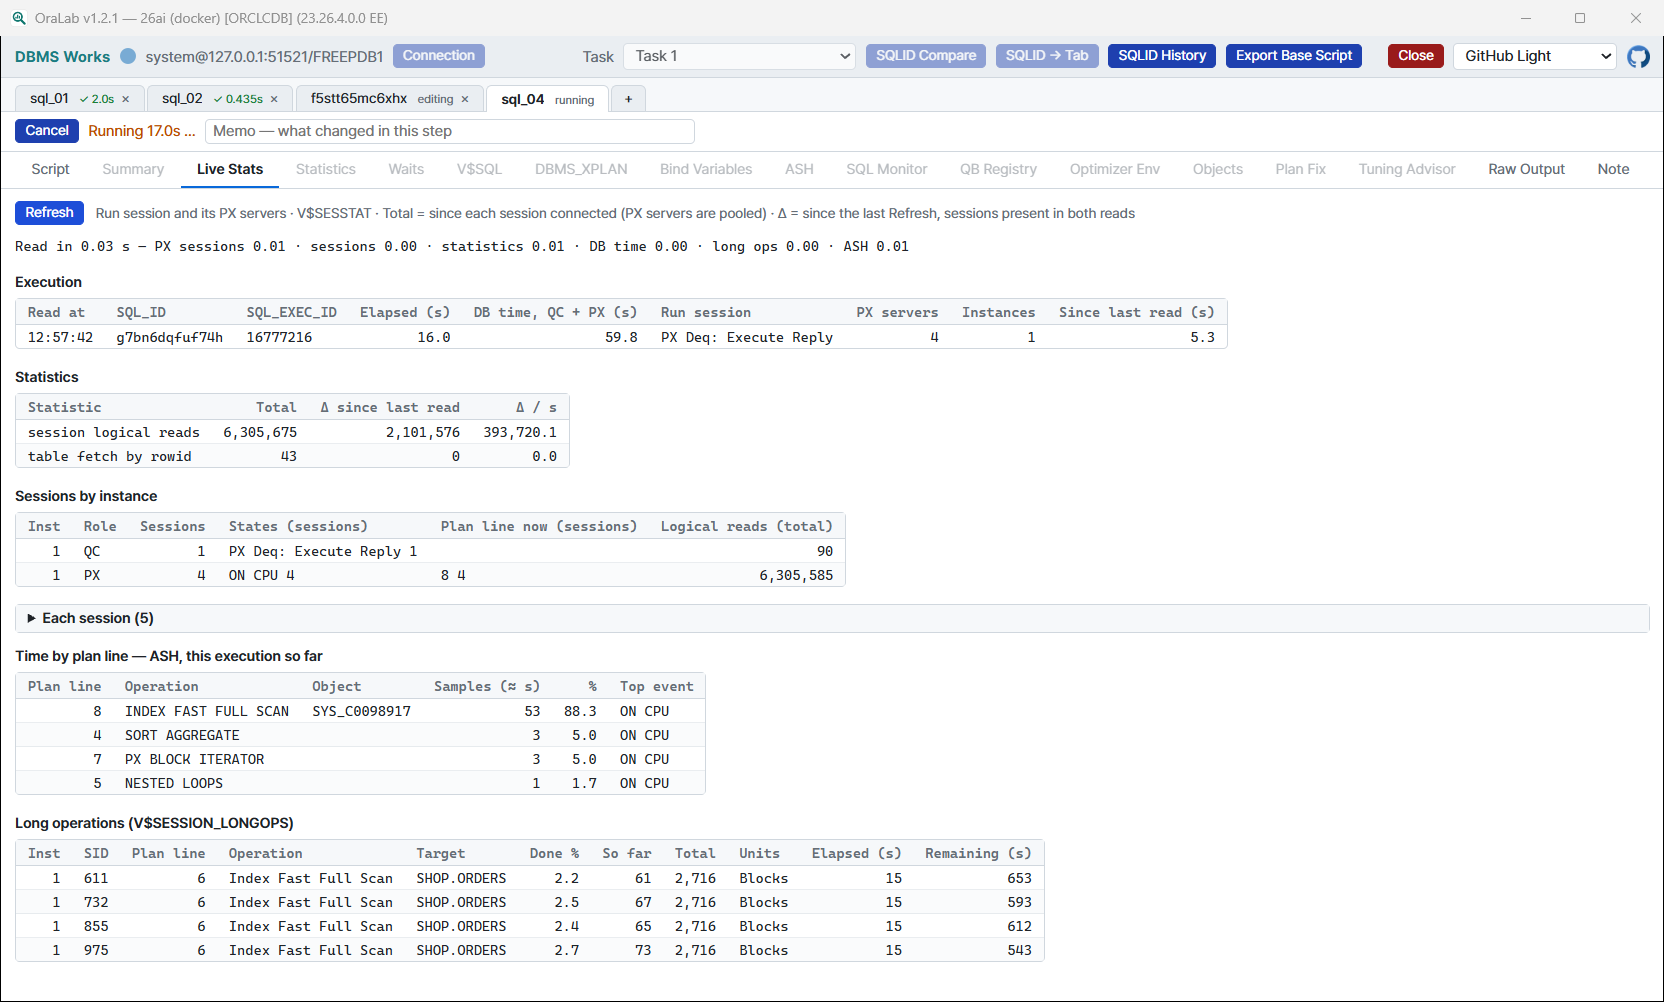 OraLab v1.2.1 — 26ai (docker) [ORCLCDB] (23.26.4.0.0 EE)
DBMS Works system@127.0.0.1:51521/FREEPDB1 Connection Task Task 1 SQLID Compare SQLID → Tab SQLID History Export Base Script Close GitHub Light
sql_01 ✓ 2.0s × sql_02 ✓ 0.435s × f5stt65mc6xhx editing × sql_04 running +
Cancel Running 17.0s ... Memo — what changed in this step
Script Summary Live Stats Statistics Waits V$SQL DBMS_XPLAN Bind Variables ASH SQL Monitor QB Registry Optimizer Env Objects Plan Fix Tuning Advisor Raw Output Note
Refresh Run session and its PX servers · V$SESSTAT · Total = since each session connected (PX servers are pooled) · Δ = since the last Refresh, sessions present in both reads
Read in 0.03 s — PX sessions 0.01 · sessions 0.00 · statistics 0.01 · DB time 0.00 · long ops 0.00 · ASH 0.01
Execution
Read at SQL_ID SQL_EXEC_ID Elapsed (s) DB time, QC + PX (s) Run session PX servers Instances Since last read (s)
12:57:42 g7bn6dqfuf74h 16777216 16.0 59.8 PX Deq: Execute Reply 4 1 5.3
Statistics
Statistic Total Δ since last read Δ / s
session logical reads 6,305,675 2,101,576 393,720.1
table fetch by rowid 43 0 0.0
Sessions by instance
Inst Role Sessions States (sessions) Plan line now (sessions) Logical reads (total)
1 QC 1 PX Deq: Execute Reply 1 90
1 PX 4 ON CPU 4 8 4 6,305,585
▶ Each session (5)
Time by plan line — ASH, this execution so far
Plan line Operation Object Samples (≈ s) % Top event
8 INDEX FAST FULL SCAN SYS_C0098917 53 88.3 ON CPU
4 SORT AGGREGATE 3 5.0 ON CPU
7 PX BLOCK ITERATOR 3 5.0 ON CPU
5 NESTED LOOPS 1 1.7 ON CPU
Long operations (V$SESSION_LONGOPS)
Inst SID Plan line Operation Target Done % So far Total Units Elapsed (s) Remaining (s)
1 611 6 Index Fast Full Scan SHOP.ORDERS 2.2 61 2,716 Blocks 15 653
1 732 6 Index Fast Full Scan SHOP.ORDERS 2.5 67 2,716 Blocks 15 593
1 855 6 Index Fast Full Scan SHOP.ORDERS 2.4 65 2,716 Blocks 15 612
1 975 6 Index Fast Full Scan SHOP.ORDERS 2.7 73 2,716 Blocks 15 543